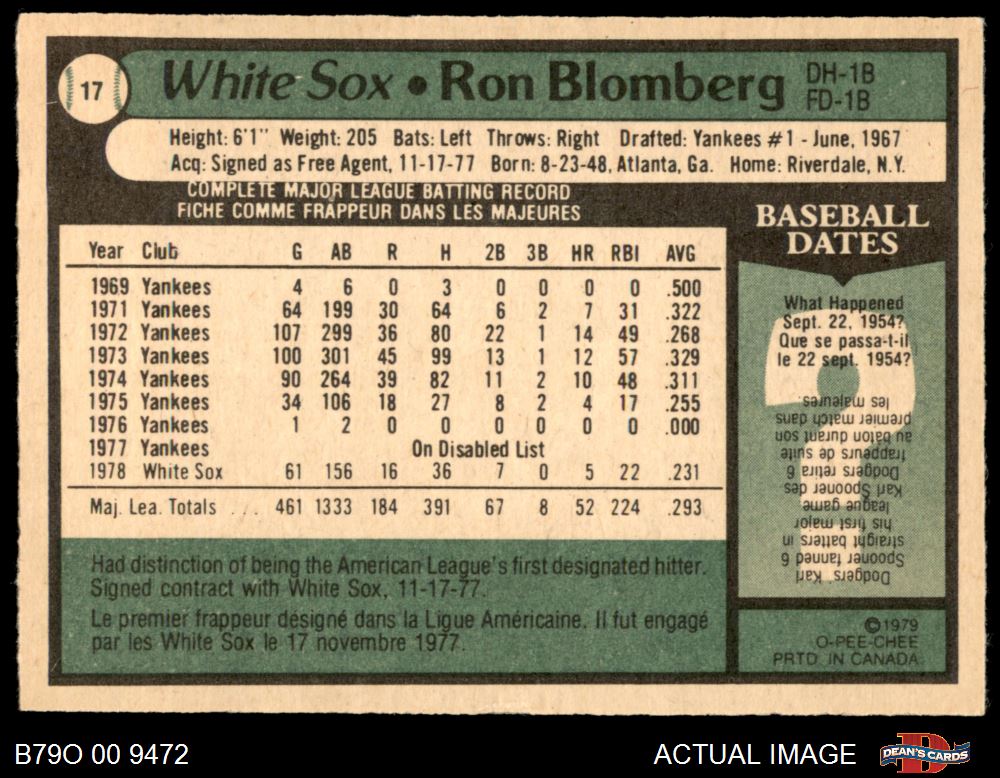 17
White Sox • Ron Blomberg DH-1B
FD-1B
Height: 6'1" Weight: 205 Bats: Left Throws: Right Drafted: Yankees #1 - June, 1967
Acq: Signed as Free Agent, 11-17-77 Born: 8-23-48, Atlanta, Ga. Home: Riverdale, N.Y.
COMPLETE MAJOR LEAGUE BATTING RECORD
FICHE COMME FRAPPEUR DANS LES MAJEURES
Year Club G AB R H 2B 3B HR RBI AVG
1969 Yankees 4 6 0 3 0 0 0 0 .500
1971 Yankees 64 199 30 64 6 2 7 31 .322
1972 Yankees 107 299 36 80 22 1 14 49 .268
1973 Yankees 100 301 45 99 13 1 12 57 .329
1974 Yankees 90 264 39 82 11 2 10 48 .311
1975 Yankees 34 106 18 27 8 2 4 17 .255
1976 Yankees 1 2 0 0 0 0 0 0 .000
1977 Yankees On Disabled List
1978 White Sox 61 156 16 36 7 0 5 22 .231
Maj. Lea. Totals ... 461 1333 184 391 67 8 52 224 .293
Had distinction of being the American League's first designated hitter.
Signed contract with White Sox, 11-17-77.
Le premier frappeur désigné dans la Ligue Américaine. Il fut engagé
par les White Sox le 17 novembre 1977.
BASEBALL
DATES
What Happened
Sept. 22, 1954?
Que se passa-t-il
le 22 sept. 1954?
Dodgers' Karl
Spooner fanned 6
straight batters in
his first major
league game.
Karl Spooner des
Dodgers retira 6
frappeurs de suite
au bâton durant son
premier match dans
les majeures.
©1979
O-PEE-CHEE
PRTD. IN CANADA
B79O 00 9472
ACTUAL IMAGE
D
DEAN'S CARDS